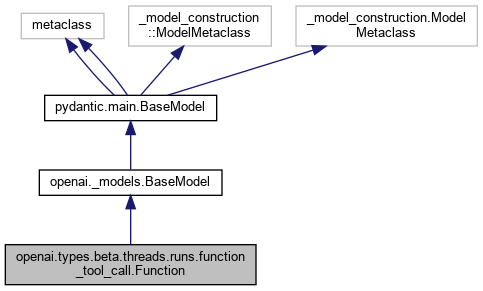 metaclass
_model_construction
::ModelMetaclass
_model_construction.Model
Metaclass
pydantic.main.BaseModel
openai._models.BaseModel
openai.types.beta.threads.runs.function
_tool_call.Function